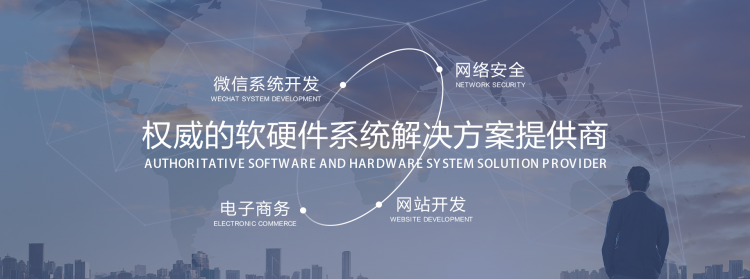 微信系统开发
WECHAT SYSTEM DEVELOPMENT
网络安全
NETWORK SECURITY
权威的软硬件系统解决方案提供商
AUTHORITATIVE SOFTWARE AND HARDWARE SYSTEM SOLUTION PROVIDER
电子商务
ELECTRONIC COMMERCE
网站开发
WEBSITE DEVELOPMENT